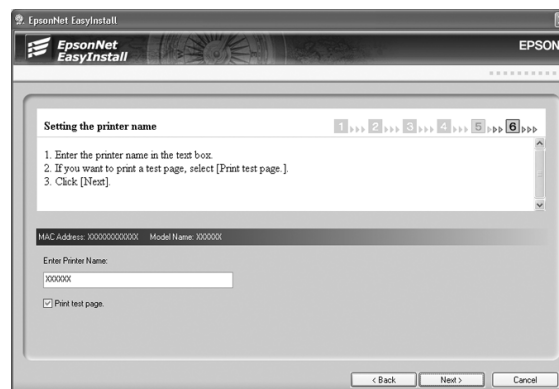 EpsonNet EasyInstall
EpsonNet
EasyInstall
EPSON
Setting the printer name
1 2 3 4 5 6
1. Enter the printer name in the text box.
2. If you want to print a test page, select [Print test page.].
3. Click [Next].
MAC Address: XXXXXXXXXXXX Model Name: XXXXXX
Enter Printer Name:
XXXXXX
Print test page.
< Back Next > Cancel